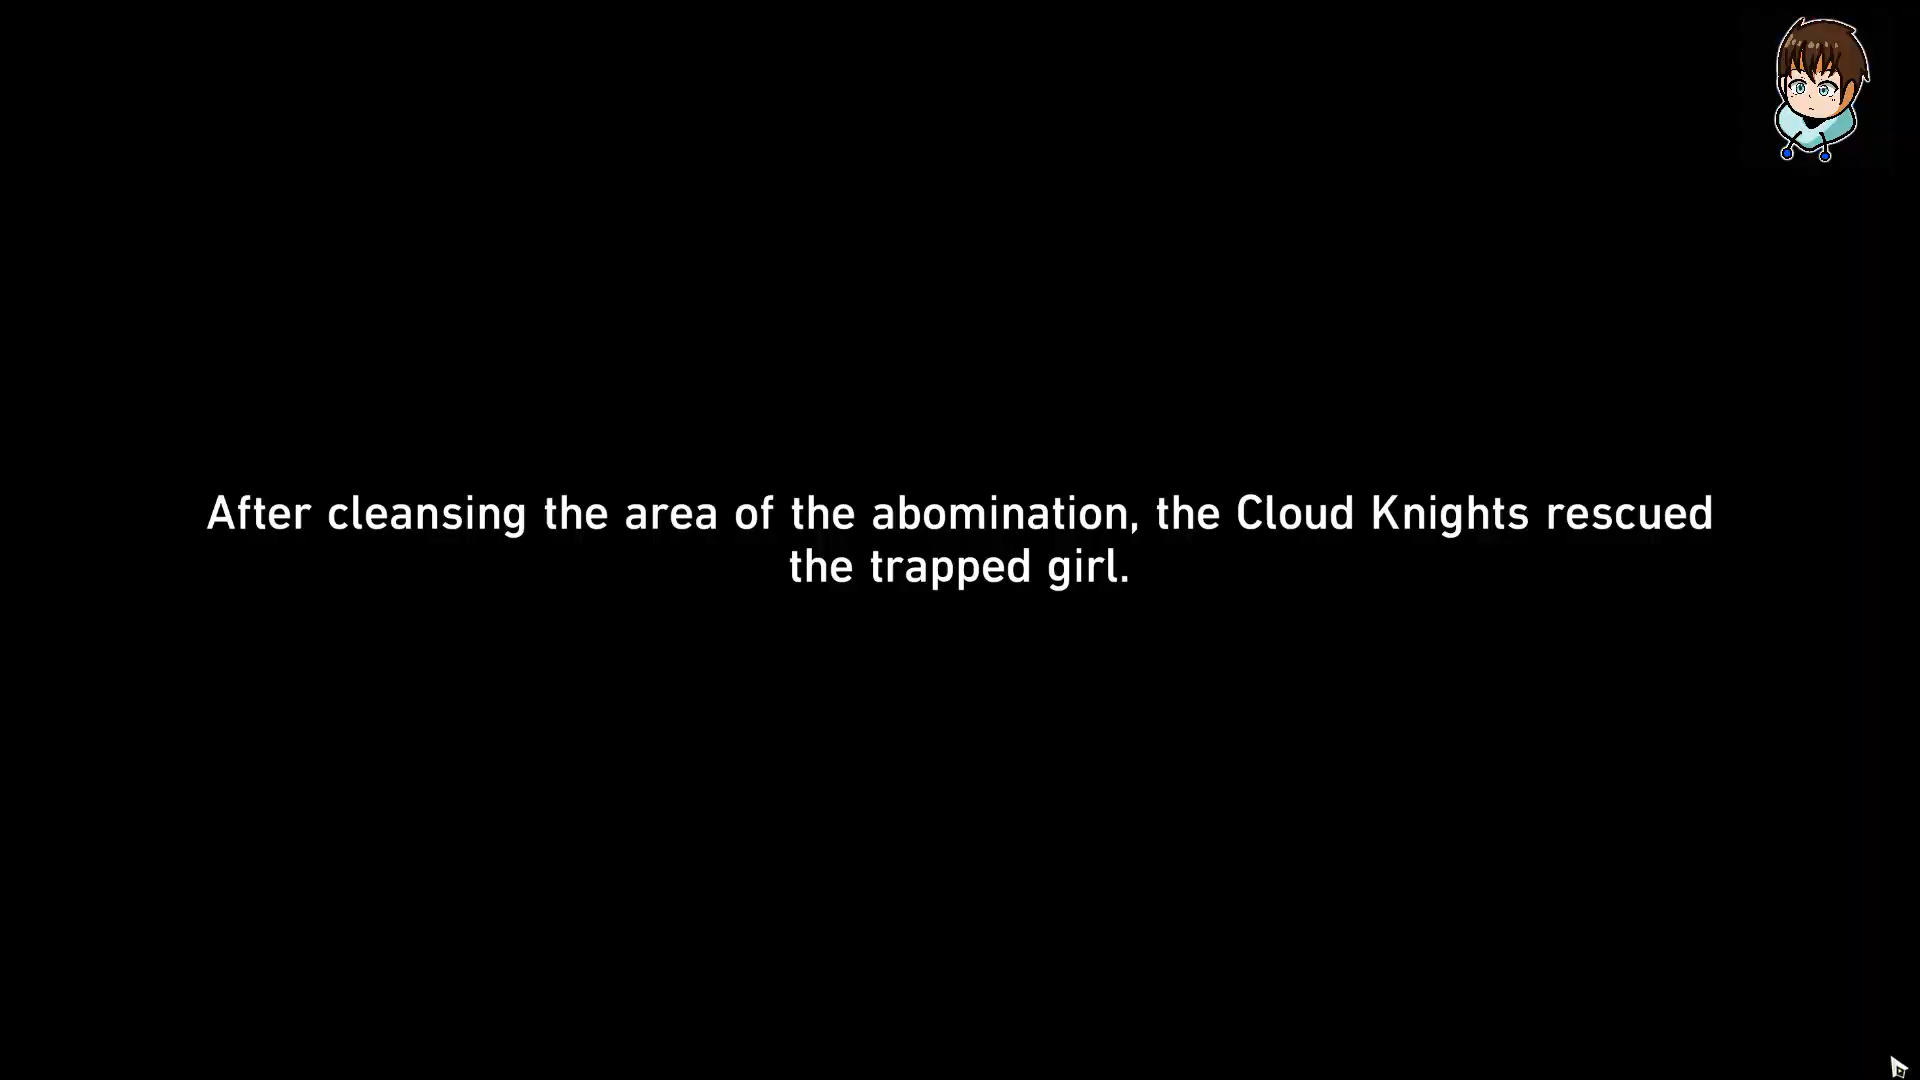 After cleansing the area of the abomination, the Cloud Knights rescued
the trapped girl.